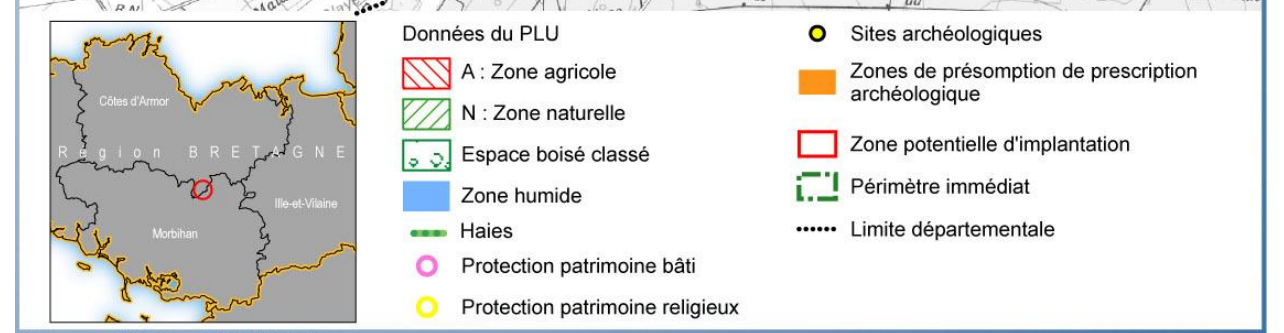 Côtes d'Armor
Région BRETAGNE
Ille-et-Vilaine
Morbihan
Données du PLU
A : Zone agricole
N : Zone naturelle
Espace boisé classé
Zone humide
Haies
Protection patrimoine bâti
Protection patrimoine religieux
Sites archéologiques
Zones de présomption de prescription
archéologique
Zone potentielle d'implantation
Périmètre immédiat
Limite départementale